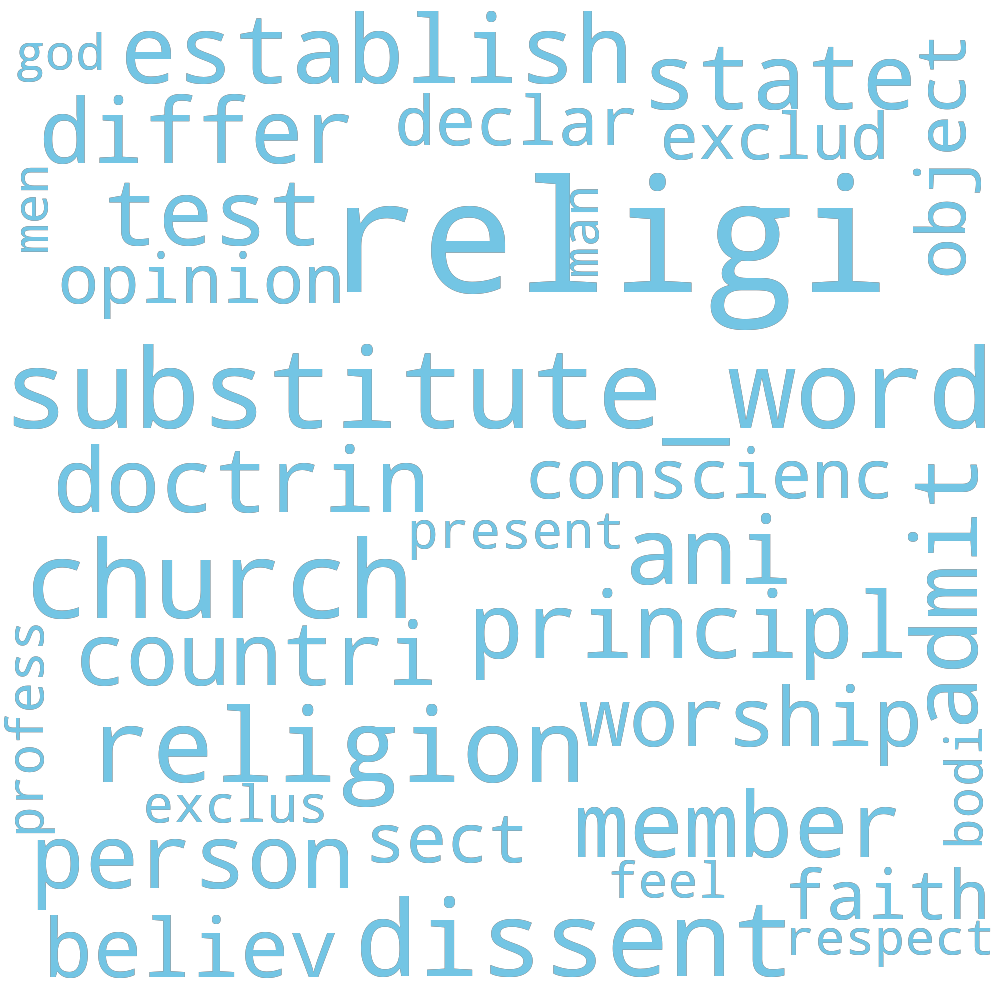 god establish state object
differ declar exclud
men test religi man
opinion
substitute_word
doctrin conscienc
present ani admit
church principl
countri
profess religion worship
exclus sect member bodi
person feel faith
believ dissent respect